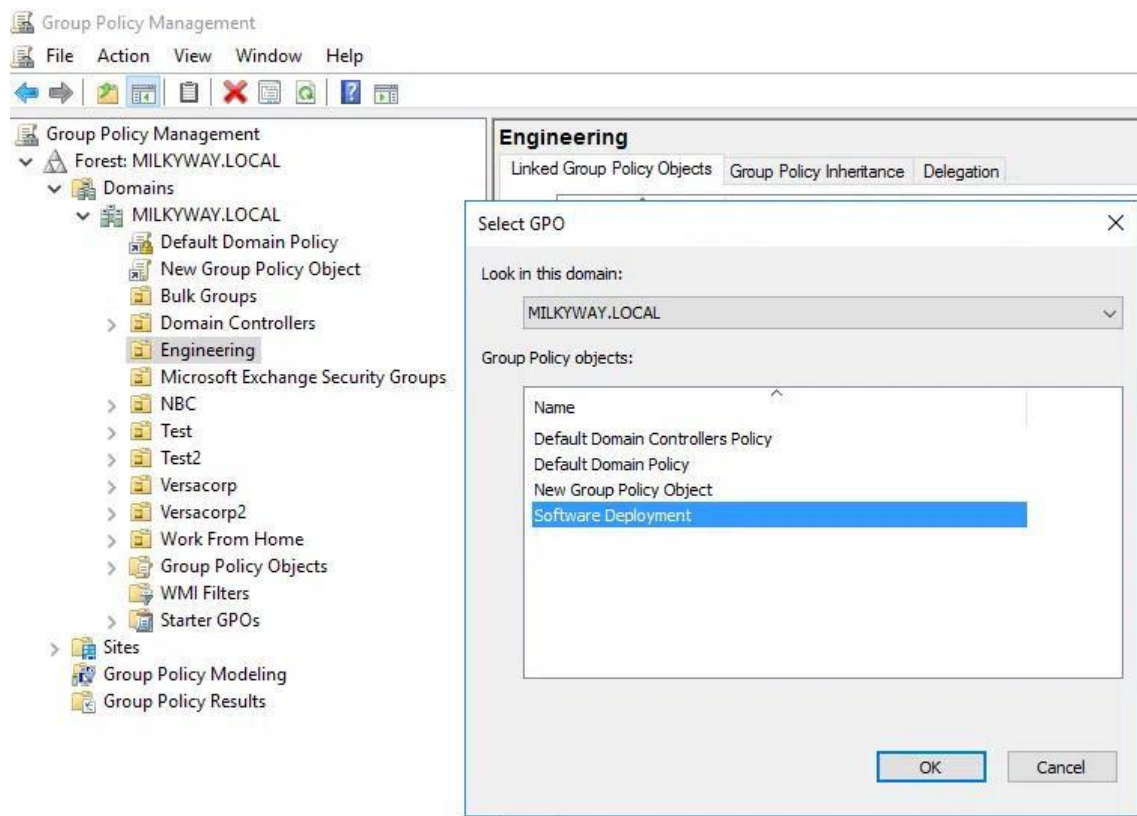 Group Policy Management
File Action View Window Help
Group Policy Management
Forest: MILKYWAY.LOCAL
Domains
MILKYWAY.LOCAL
Default Domain Policy
New Group Policy Object
Bulk Groups
Domain Controllers
Engineering
Microsoft Exchange Security Groups
NBC
Test
Test2
Versacorp
Versacorp2
Work From Home
Group Policy Objects
WMI Filters
Starter GPOs
Sites
Group Policy Modeling
Group Policy Results
Engineering
Linked Group Policy Objects Group Policy Inheritance Delegation
Select GPO
Look in this domain:
MILKYWAY.LOCAL
Group Policy objects:
Name
Default Domain Controllers Policy
Default Domain Policy
New Group Policy Object
Software Deployment
OK Cancel